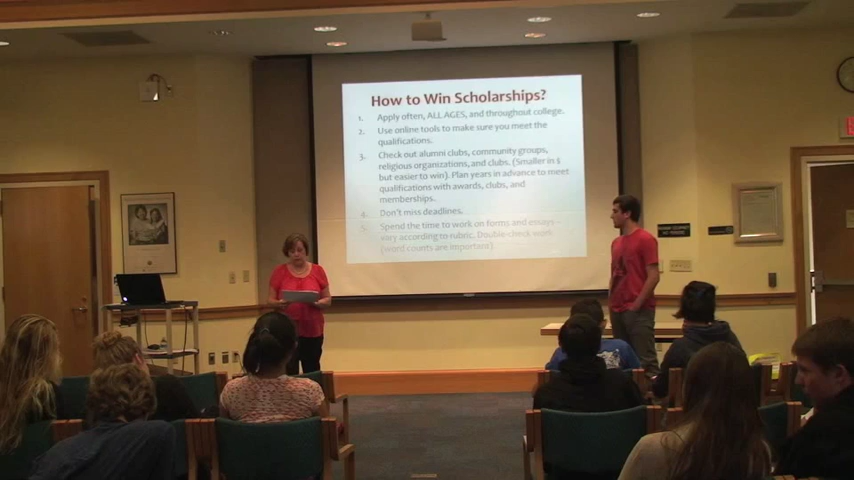 How to Win Scholarships?
1. Apply often, ALL AGES, and throughout college.
2. Use online tools to make sure you meet the
qualifications.
3. Check out alumni clubs, community groups,
religious organizations, and clubs. (Smaller in $
but easier to win). Plan years in advance to meet
qualifications with awards, clubs, and
memberships.
4. Don't miss deadlines.
5. Spend the time to work on forms and essays–
vary according to rubric. Double-check work
(word counts are important).